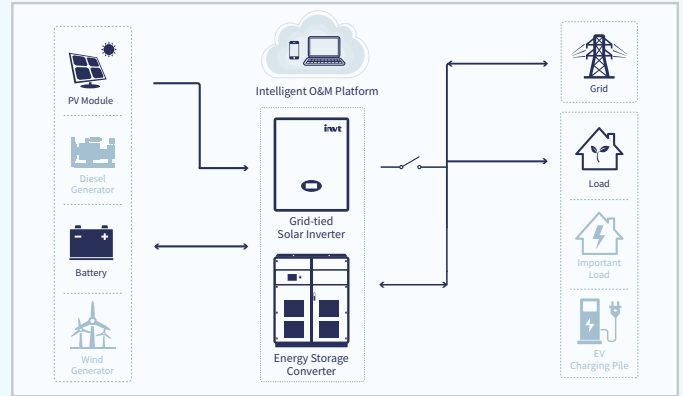 PV Module
Diesel
Generator
Battery
Wind
Generator
Intelligent O&M Platform
invt
Grid-tied
Solar Inverter
Energy Storage
Converter
Grid
Load
Important
Load
EV
Charging Pile